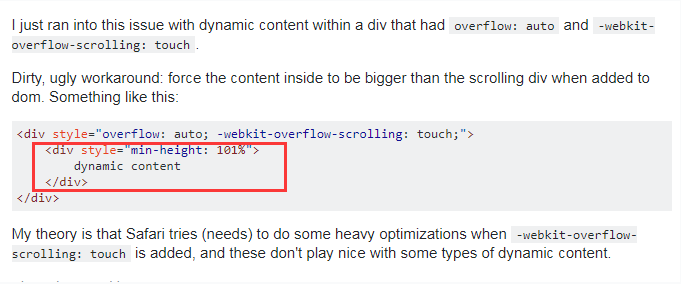 I just ran into this issue with dynamic content within a div that had overflow: auto and -webkit-
overflow-scrolling: touch .
Dirty, ugly workaround: force the content inside to be bigger than the scrolling div when added to
dom. Something like this:
<div style="overflow: auto; -webkit-overflow-scrolling: touch;">
<div style="min-height: 101%">
dynamic content
</div>
</div>
My theory is that Safari tries (needs) to do some heavy optimizations when -webkit-overflow-
scrolling: touch is added, and these don't play nice with some types of dynamic content.